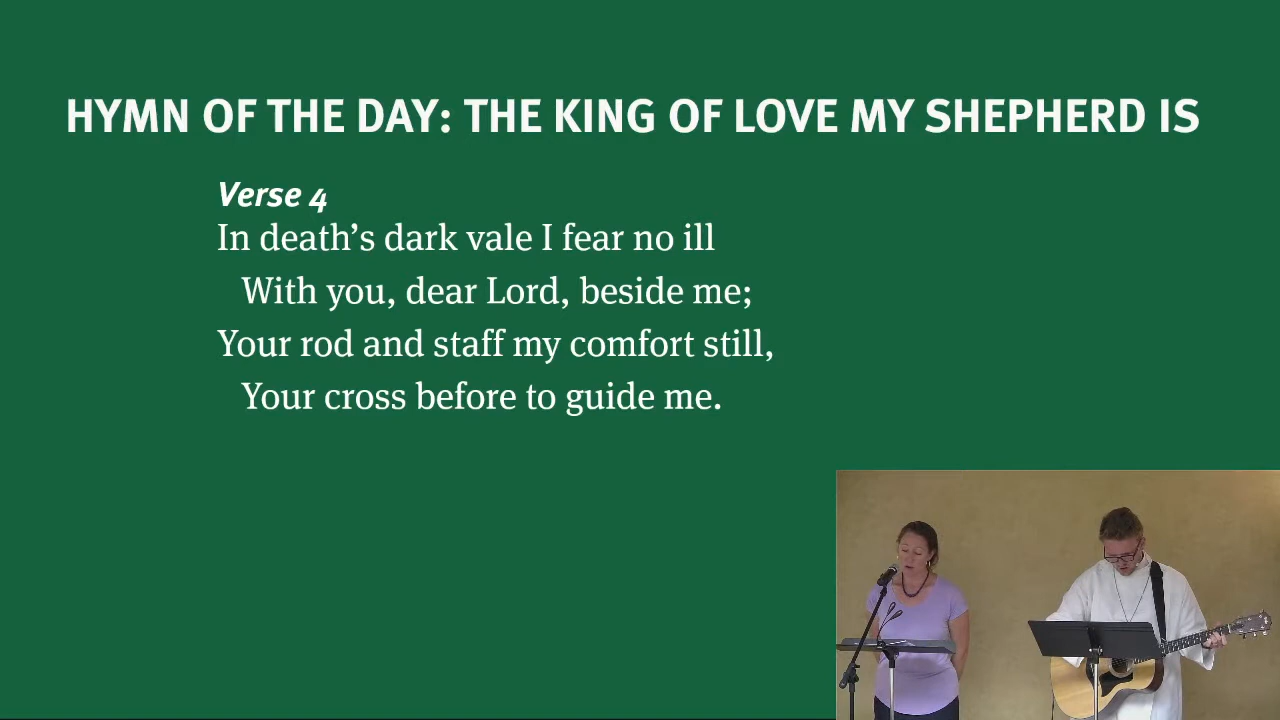 HYMN OF THE DAY: THE KING OF LOVE MY SHEPHERD IS
Verse 4
In death’s dark vale I fear no ill
With you, dear Lord, beside me;
Your rod and staff my comfort still,
Your cross before to guide me.